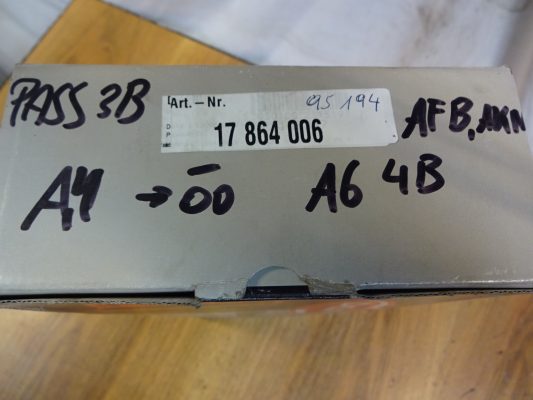 PASS 3B
Art.-Nr. 95 194
17 864 006
AFB, AKN
A4 → 00
A6 4B